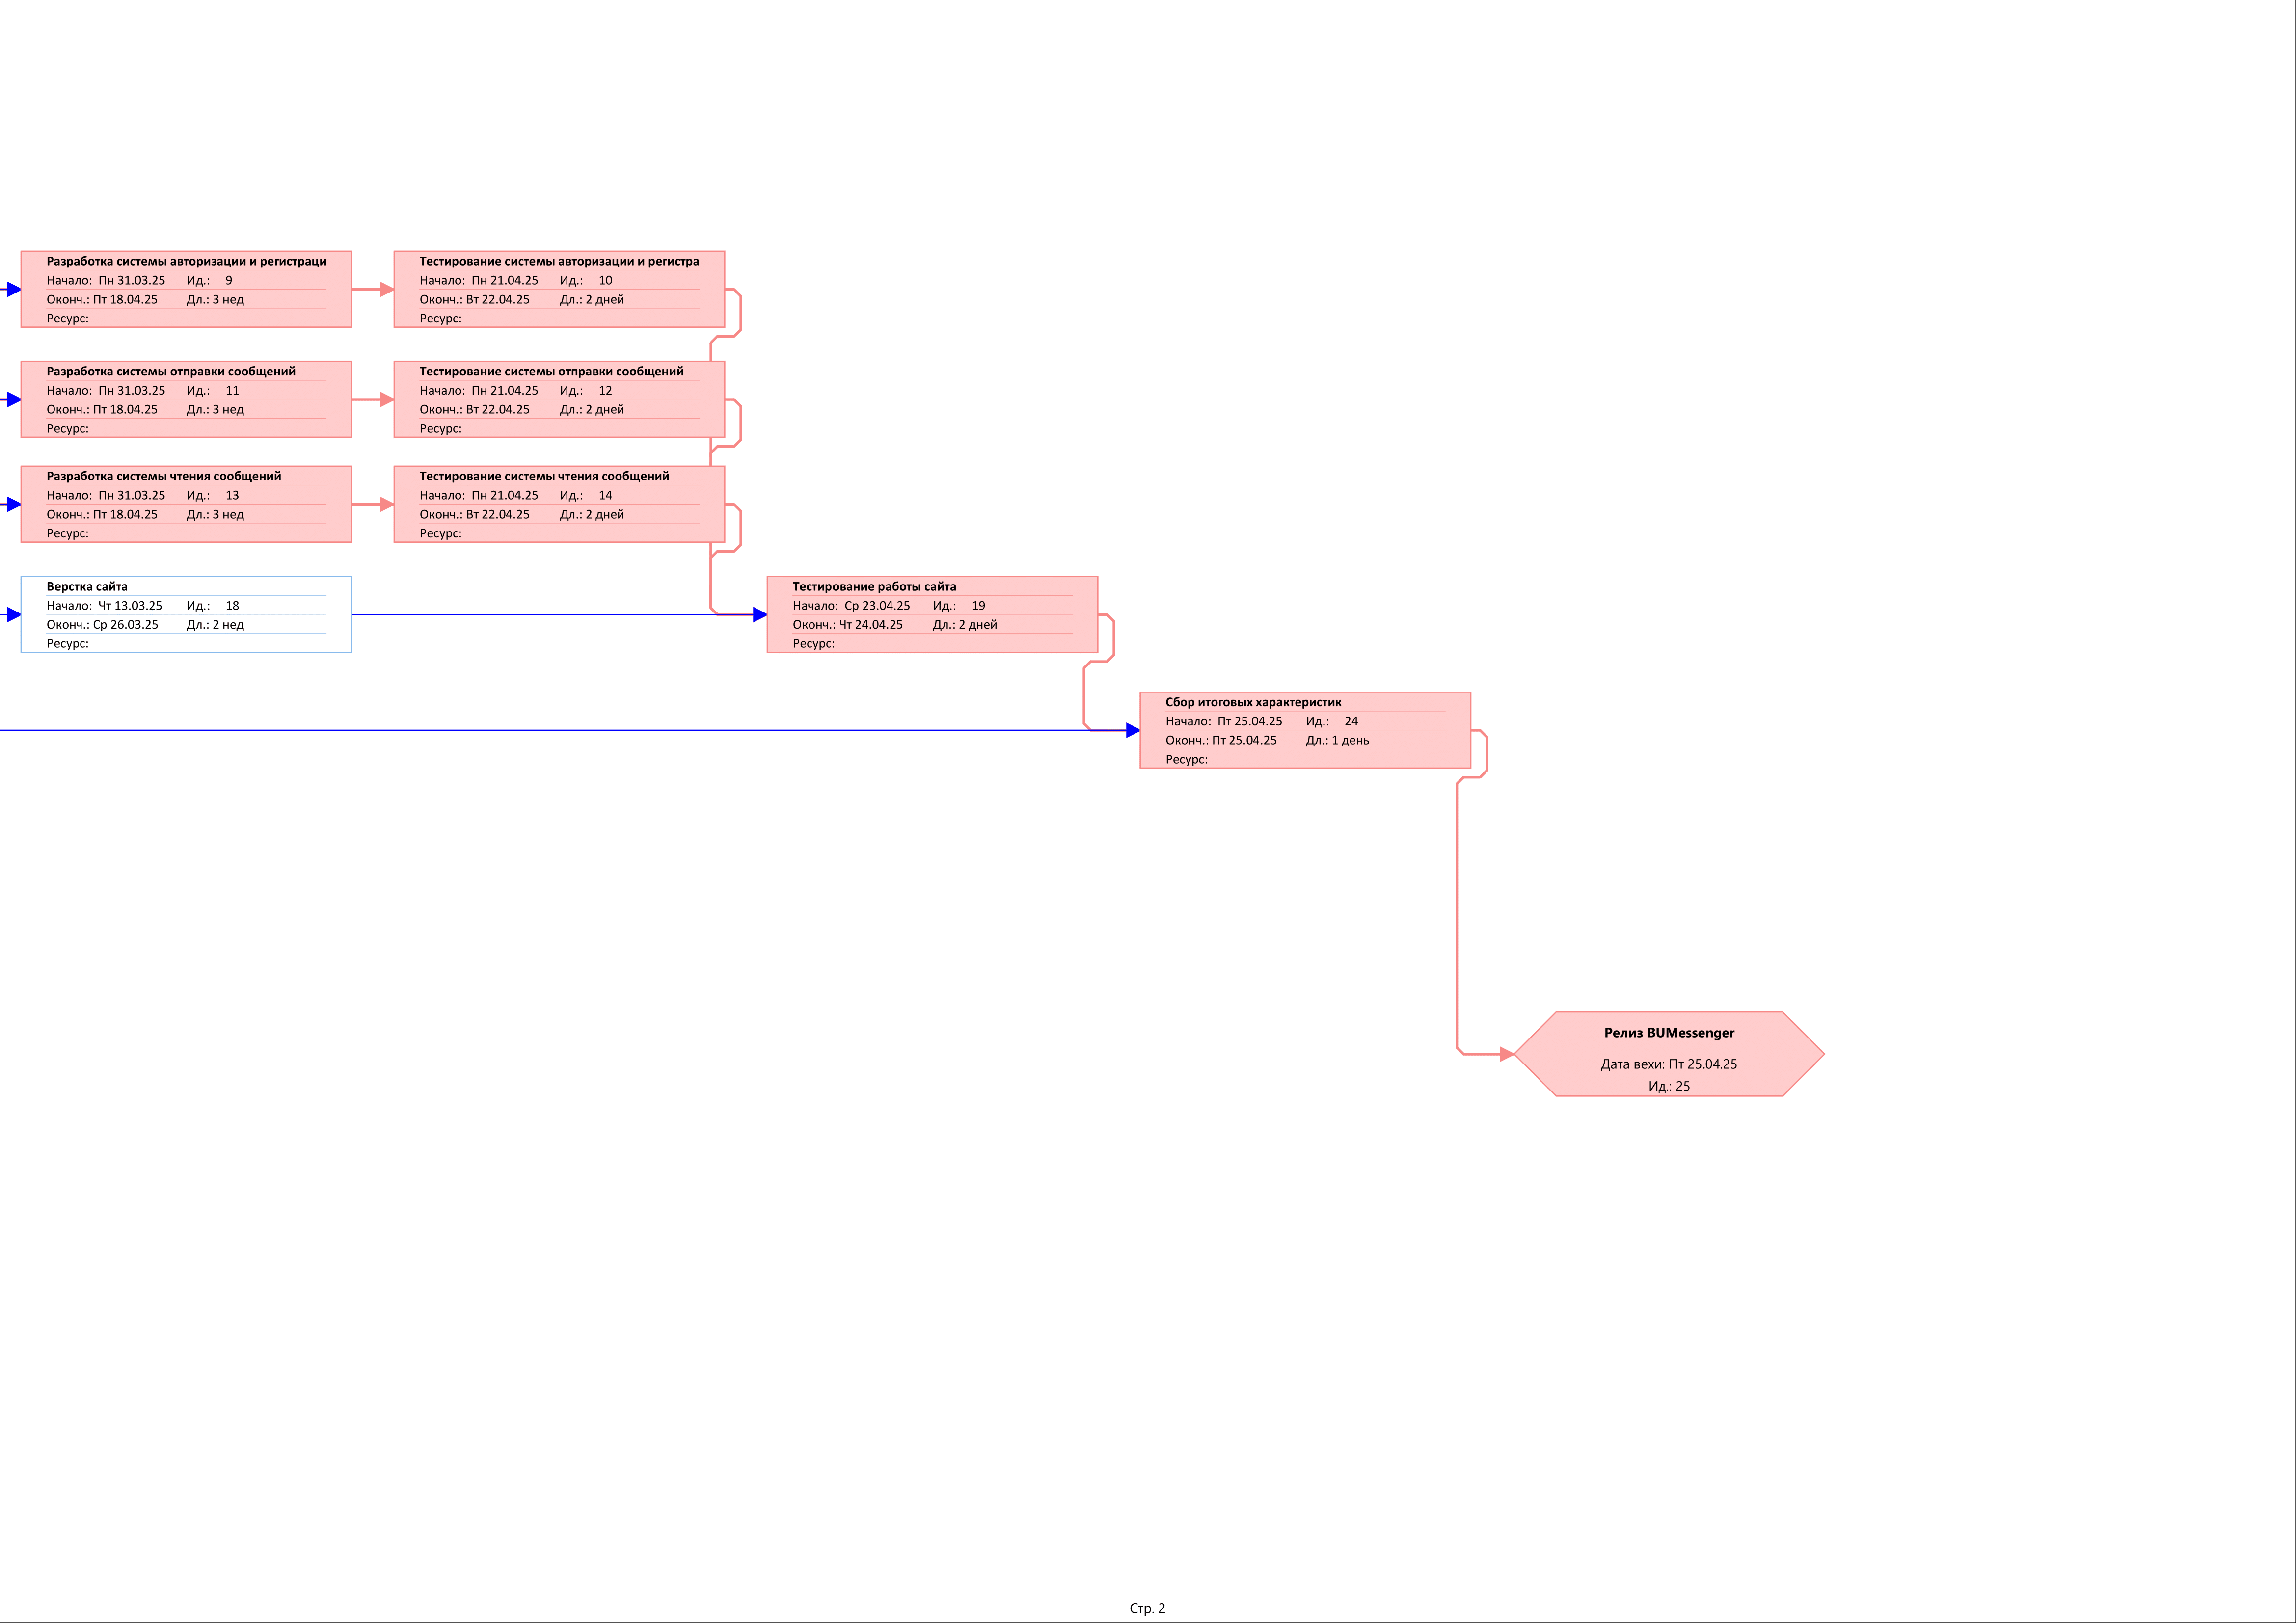 Разработка системы авторизации и регистраци
Начало: Пн 31.03.25 Ид.: 9
Оконч.: Пт 18.04.25 Дл.: 3 нед
Ресурс:
Тестирование системы авторизации и регистра
Начало: Пн 21.04.25 Ид.: 10
Оконч.: Вт 22.04.25 Дл.: 2 дней
Ресурс:
Разработка системы отправки сообщений
Начало: Пн 31.03.25 Ид.: 11
Оконч.: Пт 18.04.25 Дл.: 3 нед
Ресурс:
Тестирование системы отправки сообщений
Начало: Пн 21.04.25 Ид.: 12
Оконч.: Вт 22.04.25 Дл.: 2 дней
Ресурс:
Разработка системы чтения сообщений
Начало: Пн 31.03.25 Ид.: 13
Оконч.: Пт 18.04.25 Дл.: 3 нед
Ресурс:
Тестирование системы чтения сообщений
Начало: Пн 21.04.25 Ид.: 14
Оконч.: Вт 22.04.25 Дл.: 2 дней
Ресурс:
Верстка сайта
Начало: Чт 13.03.25 Ид.: 18
Оконч.: Ср 26.03.25 Дл.: 2 нед
Ресурс:
Тестирование работы сайта
Начало: Ср 23.04.25 Ид.: 19
Оконч.: Чт 24.04.25 Дл.: 2 дней
Ресурс:
Сбор итоговых характеристик
Начало: Пт 25.04.25 Ид.: 24
Оконч.: Пт 25.04.25 Дл.: 1 день
Ресурс:
Релиз BUMessenger
Дата вехи: Пт 25.04.25
Ид.: 25
Стр. 2